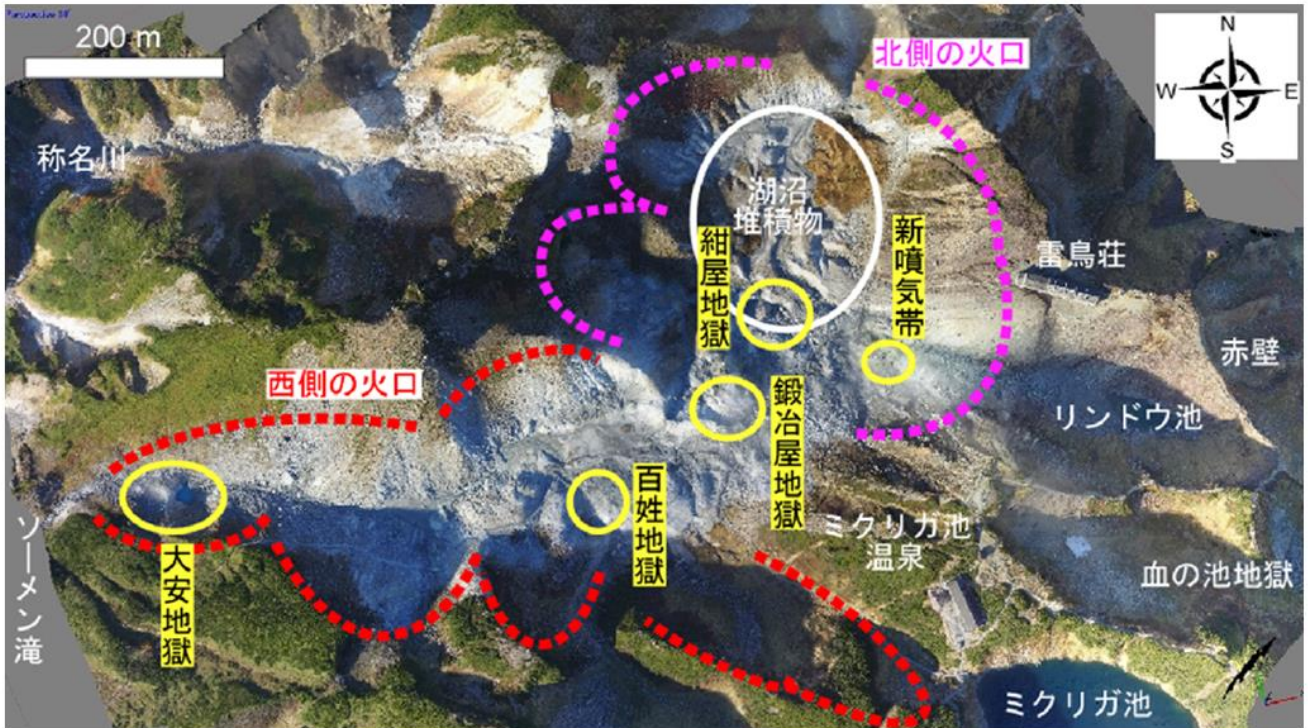 Perspective 30°
200 m
北側の火口
N
W
E
S
称名川
湖沼
堆積物
紺屋地獄
新噴気帯
雷鳥荘
赤壁
西側の火口
鍛冶屋地獄
リンドウ池
百姓地獄
ソーメン滝
大安地獄
ミクリガ池
温泉
血の池地獄
ミクリガ池